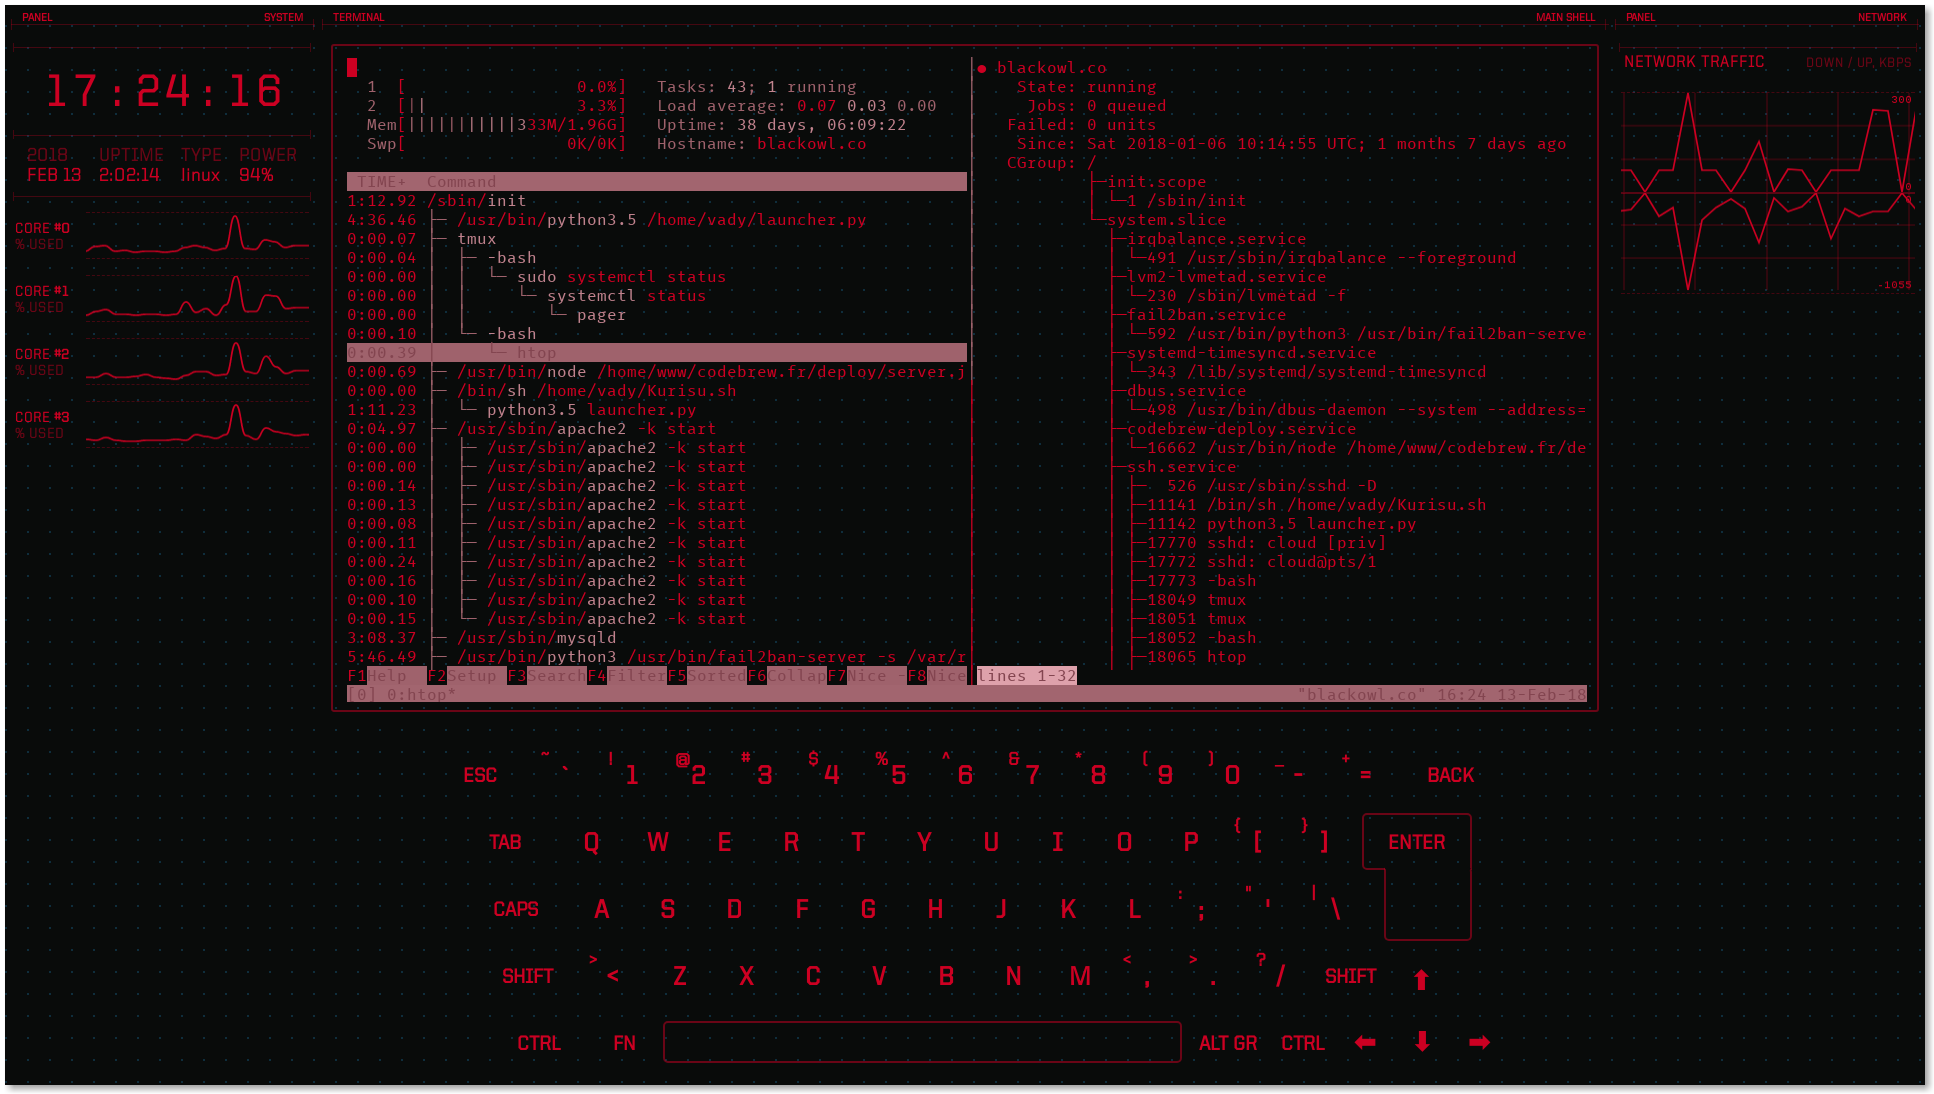 PANEL SYSTEM
TERMINAL MAIN SHELL
PANEL NETWORK
17:24:16
2018 UPTIME TYPE POWER
FEB 13 2:02:14 linux 94%
CORE #0
% USED
CORE #1
% USED
CORE #2
% USED
CORE #3
% USED
1 [ 0.0%] Tasks: 43; 1 running
2 [|| 3.3%] Load average: 0.07 0.03 0.00
Mem[|||||||||||333M/1.96G] Uptime: 38 days, 06:09:22
Swp[ 0K/0K] Hostname: blackowl.co
TIME+ Command
1:12.92 /sbin/init
4:36.46 ├─ /usr/bin/python3.5 /home/vady/launcher.py
0:00.07 ├─ tmux
0:00.04 │ ├─ -bash
0:00.00 │ │ └─ sudo systemctl status
0:00.00 │ │ └─ systemctl status
0:00.00 │ │ └─ pager
0:00.10 │ └─ -bash
0:00.39 │ └─ htop
0:00.69 ├─ /usr/bin/node /home/www/codebrew.fr/deploy/server.j
0:00.00 ├─ /bin/sh /home/vady/Kurisu.sh
1:11.23 │ └─ python3.5 launcher.py
0:04.97 ├─ /usr/sbin/apache2 -k start
0:00.00 │ ├─ /usr/sbin/apache2 -k start
0:00.00 │ ├─ /usr/sbin/apache2 -k start
0:00.14 │ ├─ /usr/sbin/apache2 -k start
0:00.13 │ ├─ /usr/sbin/apache2 -k start
0:00.08 │ ├─ /usr/sbin/apache2 -k start
0:00.11 │ ├─ /usr/sbin/apache2 -k start
0:00.24 │ ├─ /usr/sbin/apache2 -k start
0:00.16 │ ├─ /usr/sbin/apache2 -k start
0:00.10 │ ├─ /usr/sbin/apache2 -k start
0:00.15 │ └─ /usr/sbin/apache2 -k start
3:08.37 ├─ /usr/sbin/mysqld
5:46.49 ├─ /usr/bin/python3 /usr/bin/fail2ban-server -s /var/r
F1Help F2Setup F3SearchF4FilterF5SortedF6CollapF7Nice -F8Nice
● blackowl.co
State: running
Jobs: 0 queued
Failed: 0 units
Since: Sat 2018-01-06 10:14:55 UTC; 1 months 7 days ago
CGroup: /
├─init.scope
│ └─1 /sbin/init
└─system.slice
├─irqbalance.service
│ └─491 /usr/sbin/irqbalance --foreground
├─lvm2-lvmetad.service
│ └─230 /sbin/lvmetad -f
├─fail2ban.service
│ └─592 /usr/bin/python3 /usr/bin/fail2ban-serve
├─systemd-timesyncd.service
│ └─343 /lib/systemd/systemd-timesyncd
├─dbus.service
│ └─498 /usr/bin/dbus-daemon --system --address=
├─codebrew-deploy.service
│ └─16662 /usr/bin/node /home/www/codebrew.fr/de
├─ssh.service
│ ├─ 526 /usr/sbin/sshd -D
│ ├─11141 /bin/sh /home/vady/Kurisu.sh
│ ├─11142 python3.5 launcher.py
│ ├─17770 sshd: cloud [priv]
│ ├─17772 sshd: cloud@pts/1
│ ├─17773 -bash
│ ├─18049 tmux
│ ├─18051 tmux
│ ├─18052 -bash
│ ├─18065 htop
lines 1-32
[0] 0:htop* "blackowl.co" 16:24 13-Feb-18
NETWORK TRAFFIC DOWN / UP, KBPS
300
0
0
-1055
ESC ~ ` ! 1 @ 2 # 3 $ 4 % 5 ^ 6 & 7 * 8 ( 9 ) 0 _ - + = BACK
TAB Q W E R T Y U I O P { [ } ] ENTER
CAPS A S D F G H J K L : ; " ' | \
SHIFT > < Z X C V B N M < , > . ? / SHIFT ↑
CTRL FN ALT GR CTRL ← ↓ →